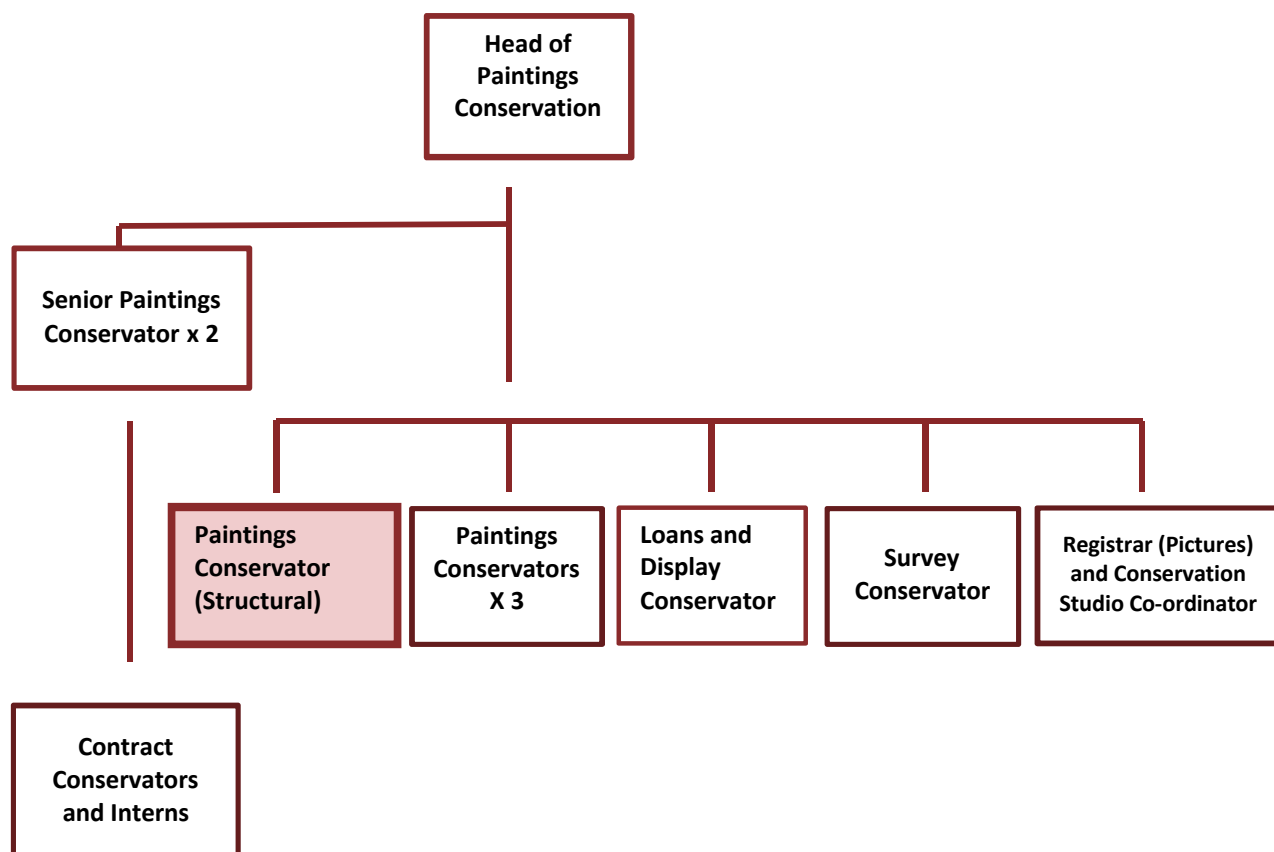 Head of
Paintings
Conservation
Senior Paintings
Conservator x 2
Paintings
Conservator
(Structural)
Paintings
Conservators
X 3
Loans and
Display
Conservator
Survey
Conservator
Registrar (Pictures)
and Conservation
Studio Co-ordinator
Contract
Conservators
and Interns